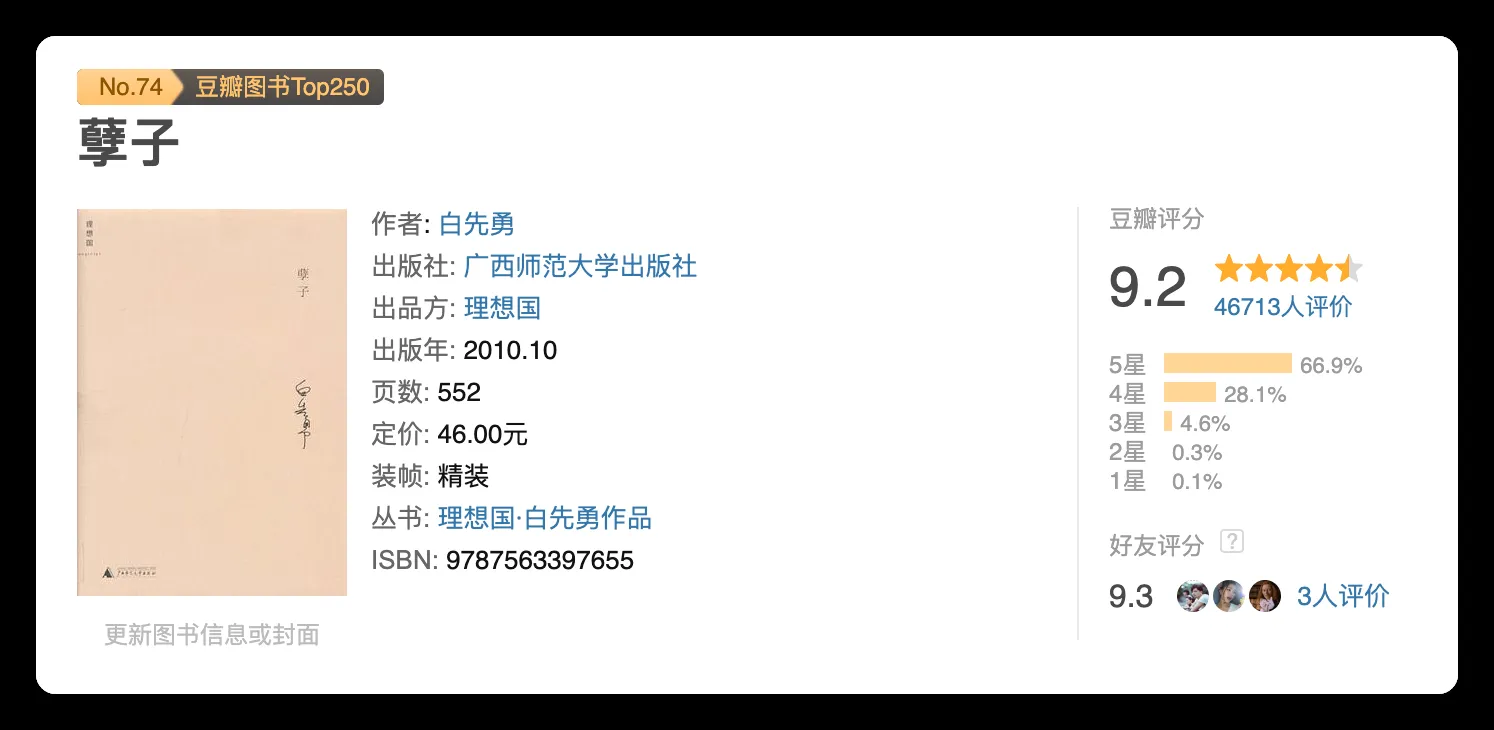 No.74 豆瓣图书Top250
孽子
理想国
孽子
白先勇
作者: 白先勇
出版社: 广西师范大学出版社
出品方: 理想国
出版年: 2010.10
页数: 552
定价: 46.00元
装帧: 精装
丛书: 理想国·白先勇作品
ISBN: 9787563397655
更新图书信息或封面
豆瓣评分
9.2
46713人评价
5星 66.9%
4星 28.1%
3星 4.6%
2星 0.3%
1星 0.1%
好友评分 ?
9.3 3人评价